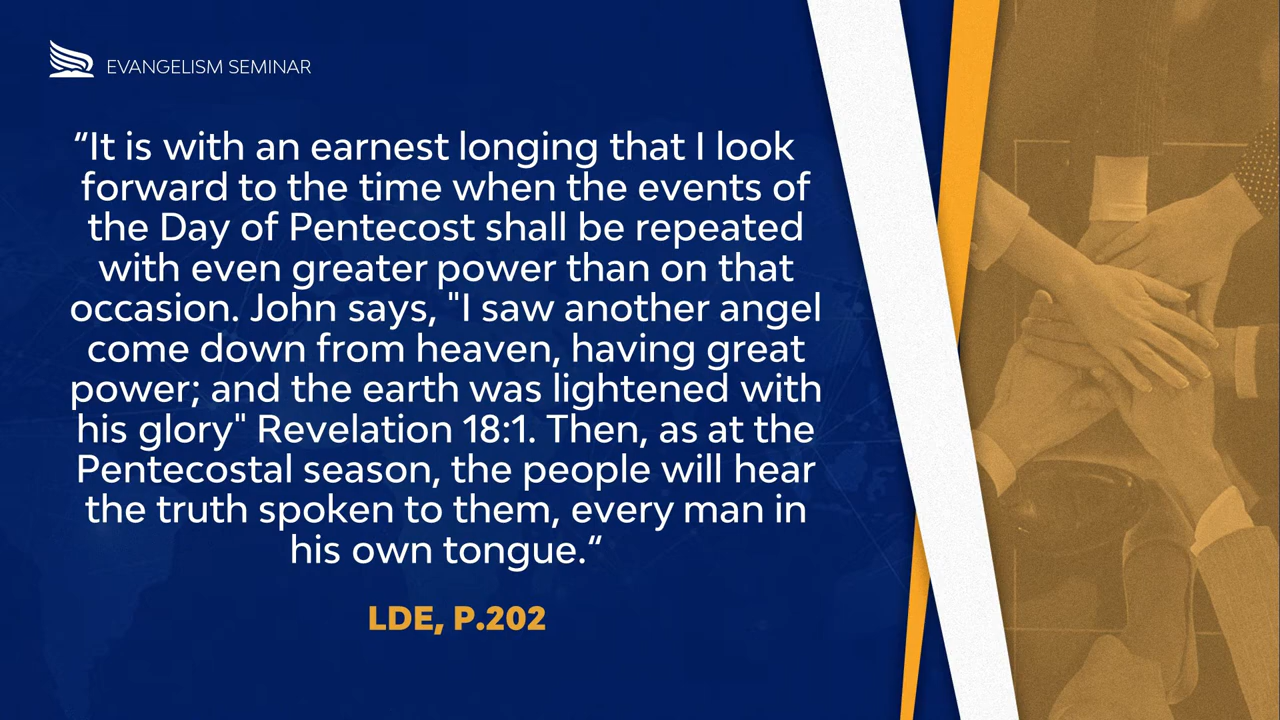 EVANGELISM SEMINAR
“It is with an earnest longing that I look
forward to the time when the events of
the Day of Pentecost shall be repeated
with even greater power than on that
occasion. John says, "I saw another angel
come down from heaven, having great
power; and the earth was lightened with
his glory" Revelation 18:1. Then, as at the
Pentecostal season, the people will hear
the truth spoken to them, every man in
his own tongue.“
LDE, P.202